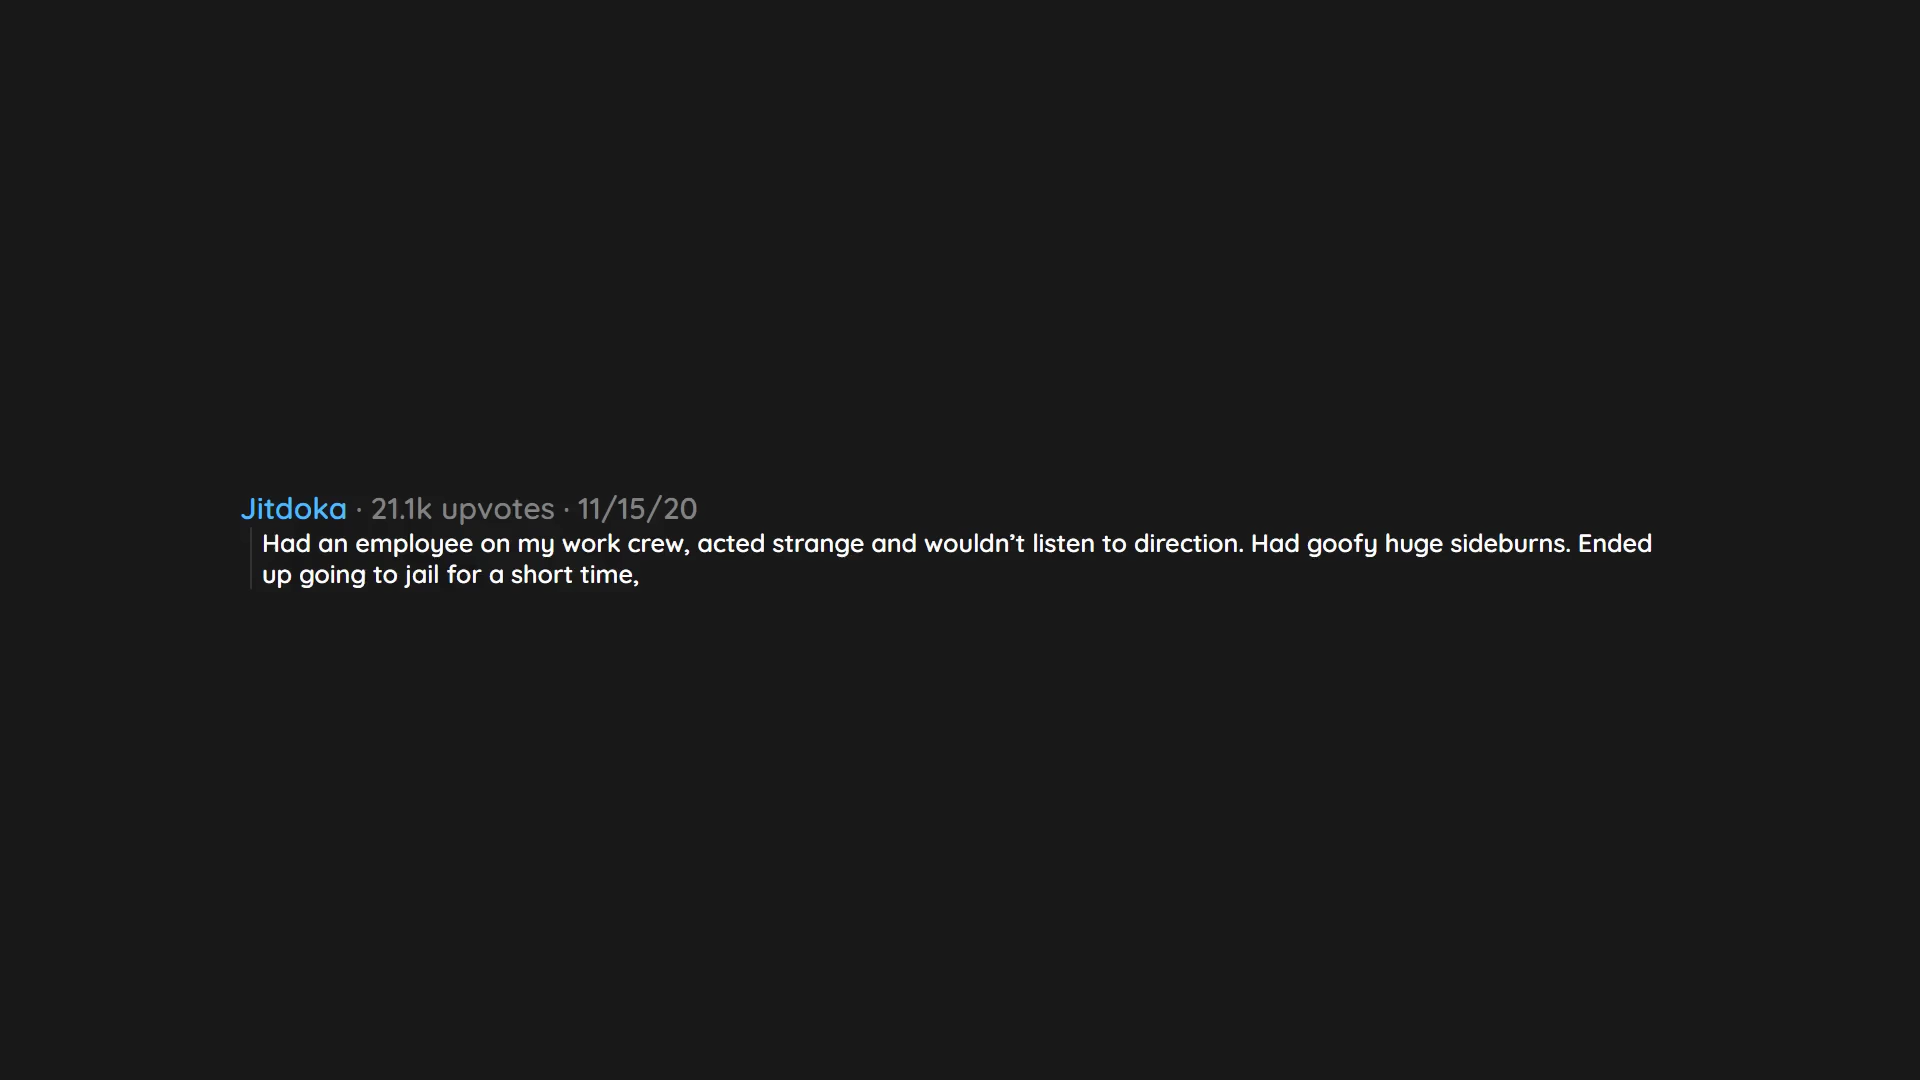 Jitdoka · 21.1k upvotes · 11/15/20
Had an employee on my work crew, acted strange and wouldn’t listen to direction. Had goofy huge sideburns. Ended
up going to jail for a short time,